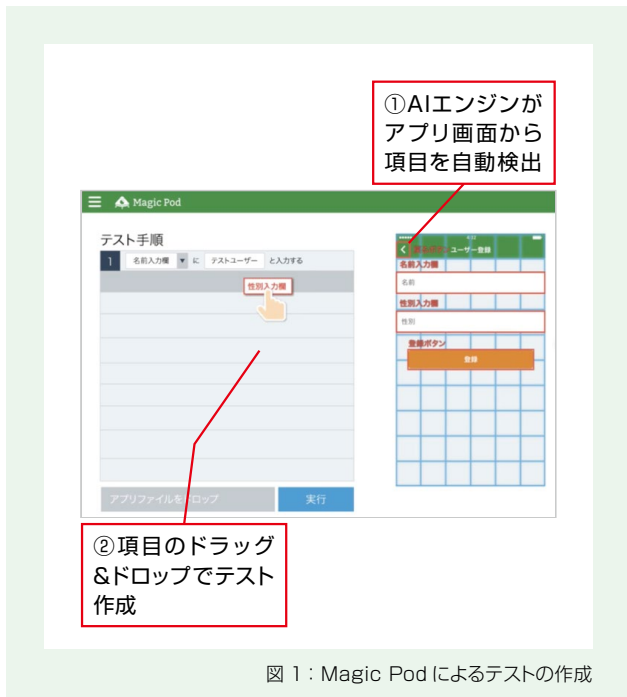 ①AIエンジンが
アプリ画面から
項目を自動検出
Magic Pod
テスト手順
1 名前入力欄 ▼ に テストユーザー と入力する
性別入力欄
ユーザー登録
名前入力欄
名前
性別入力欄
性別
登録ボタン
登録
アプリファイルをドロップ 実行
②項目のドラッグ
&ドロップでテスト
作成
図 1：Magic Pod によるテストの作成